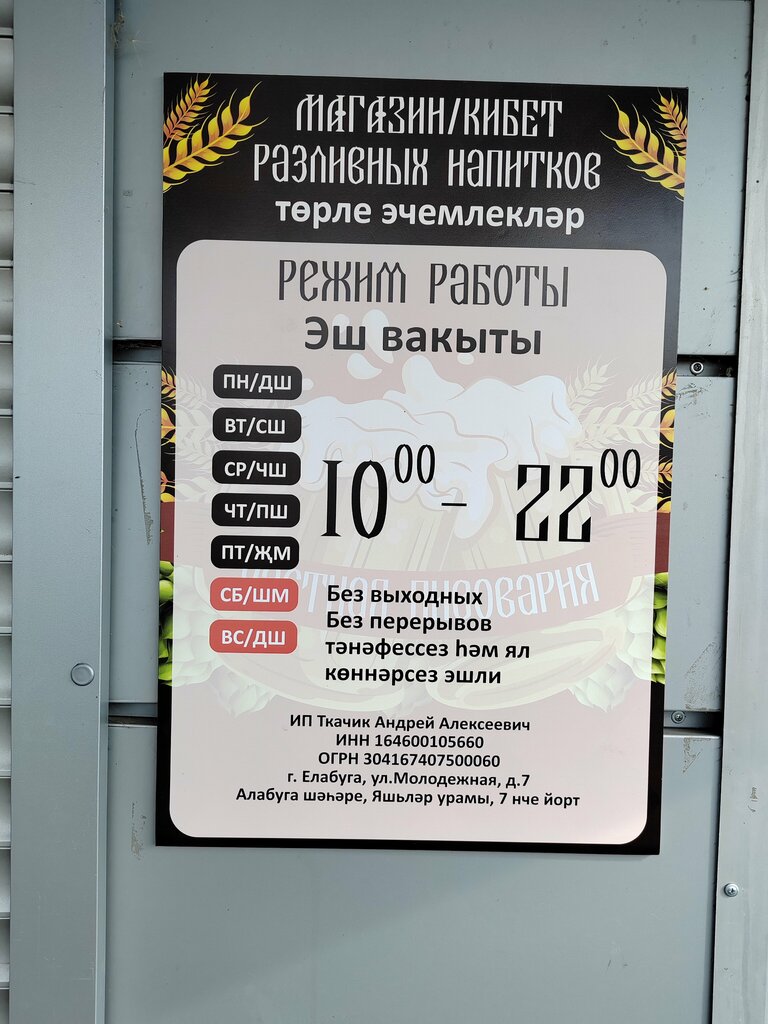 МАГАЗИН/КИБЕТ
РАЗЛИВНЫХ НАПИТКОВ
төрле эчемлекләр
РЕЖИМ РАБОТЫ
Эш вакыты
ПН/ДШ
ВТ/СШ
СР/ЧШ
ЧТ/ПШ
ПТ/ҖМ
СБ/ШМ
ВС/ДШ
10⁰⁰ – 22⁰⁰
Без выходных
Без перерывов
тәнәфессез һәм ял
көннәрсез эшли
ИП Ткачик Андрей Алексеевич
ИНН 164600105660
ОГРН 304167407500060
г. Елабуга, ул.Молодежная, д.7
Алабуга шәһәре, Яшьләр урамы, 7 нче йорт